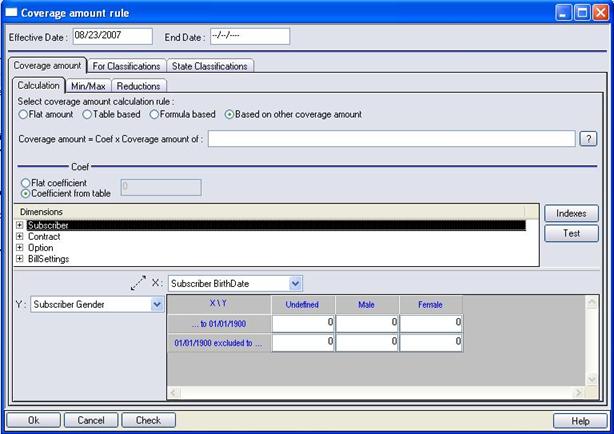 Coverage amount rule
Effective Date : 08/23/2007 End Date : --/--/----
Coverage amount For Classifications State Classifications
Calculation Min/Max Reductions
Select coverage amount calculation rule :
Flat amount Table based Formula based Based on other coverage amount
Coverage amount = Coef x Coverage amount of : ?
Coef
Flat coefficient 0
Coefficient from table
Dimensions
Indexes
Subscriber
Contract
Test
Option
BillSettings
X : Subscriber BirthDate
Y : Subscriber Gender
X \ Y Undefined Male Female
... to 01/01/1900 0 0 0
01/01/1900 excluded to ... 0 0 0
Ok Cancel Check Help